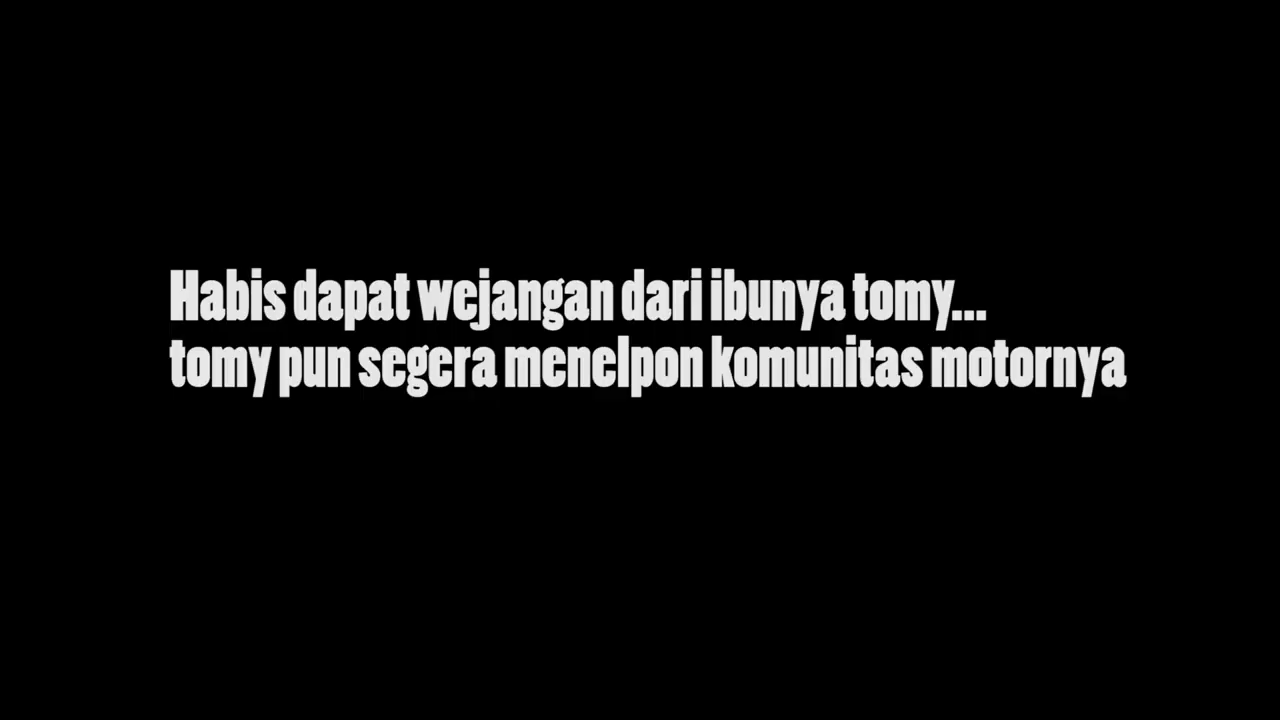 Habis dapat wejangan dari ibunya tomy...
tomy pun segera menelpon komunitas motornya